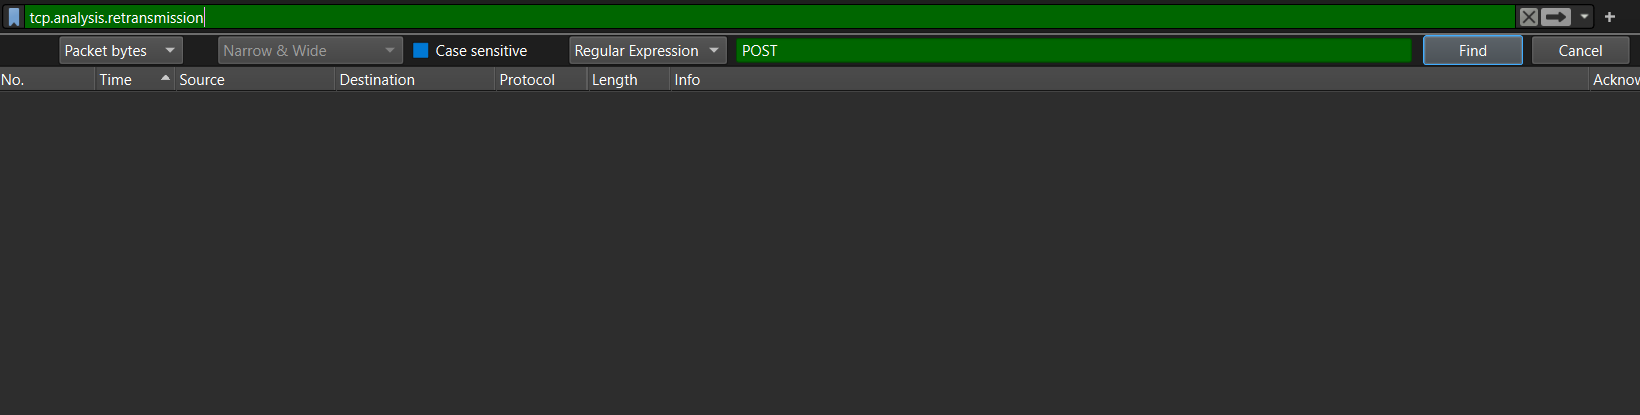 tcp.analysis.retransmission
Packet bytes Narrow & Wide Case sensitive Regular Expression POST Find Cancel
No. Time Source Destination Protocol Length Info Acknow